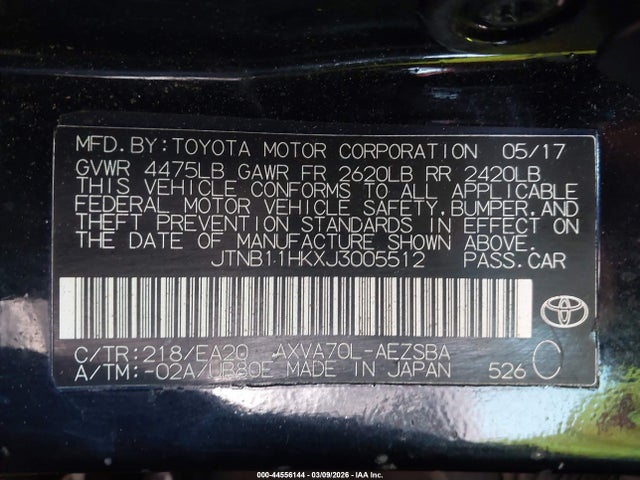 MFD. BY: TOYOTA MOTOR CORPORATION 05/17
GVWR 4475LB GAWR FR 2620LB RR 2420LB
THIS VEHICLE CONFORMS TO ALL APPLICABLE
FEDERAL MOTOR VEHICLE SAFETY, BUMPER, AND
THEFT PREVENTION STANDARDS IN EFFECT ON
THE DATE OF MANUFACTURE SHOWN ABOVE.
JTNB11HKXJ3005512 PASS.CAR
C/TR:218/EA20 AXVA70L-AEZSBA
A/TM:-02A/UB80E MADE IN JAPAN 526
000-44556144 - 03/09/2026 - IAA Inc.